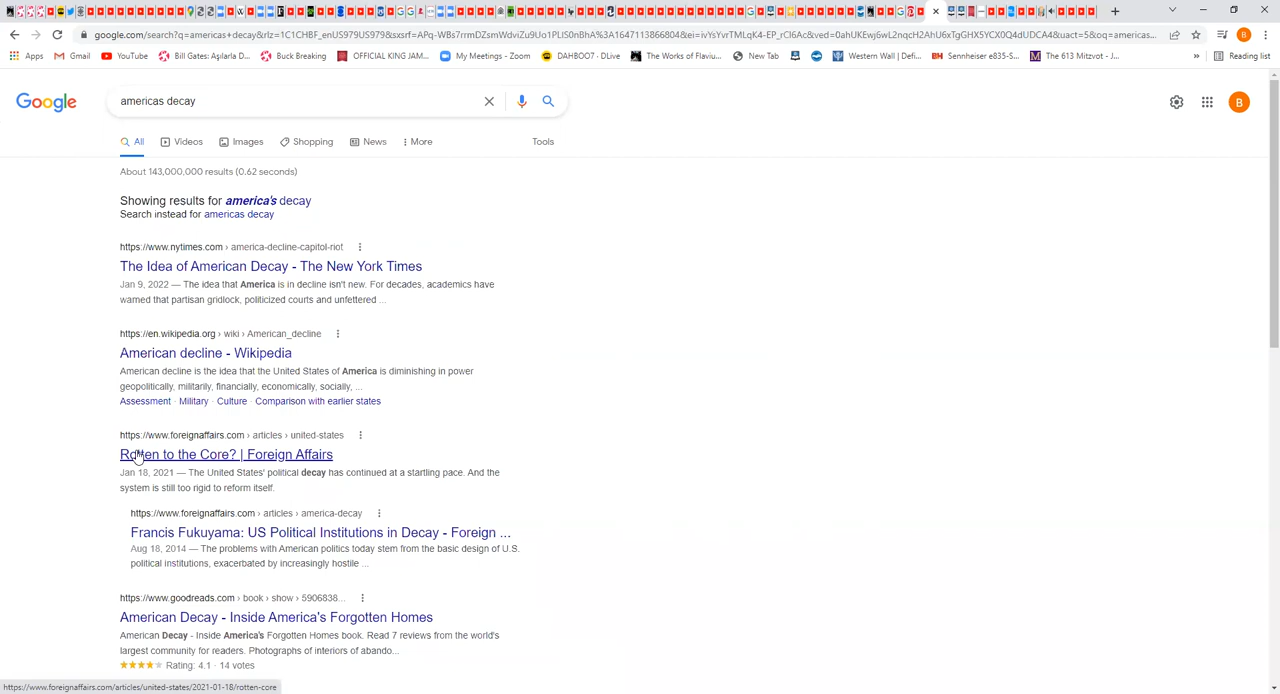 google.com/search?q=americas+decay&rlz=1C1CHBF_enUS979US979&sxsrf=APq-WBs7rrmDZsmWdviZu9Uo1PLIS0nBhA%3A1647113866804&ei=ivYsYvrTMLqK4-EP_rCl6Ac&ved=0ahUKEwj6wL2nqcH2AhU6xTgGHX5YCX0Q4dUDCA4&uact=5&oq=americas...
B
Apps
Gmail
YouTube
Bill Gates: Aşılarla D...
Buck Breaking
OFFICIAL KING JAM...
My Meetings - Zoom
DAHBOO7 - DLive
The Works of Flaviu...
New Tab
Western Wall | Defi...
Sennheiser e835-S...
The 613 Mitzvot - J...
»
Reading list
Google
americas decay
B
All
Videos
Images
Shopping
News
More
Tools
About 143,000,000 results (0.62 seconds)
Showing results for america's decay
Search instead for americas decay
https://www.nytimes.com › america-decline-capitol-riot
The Idea of American Decay - The New York Times
Jan 9, 2022 — The idea that America is in decline isn't new. For decades, academics have
warned that partisan gridlock, politicized courts and unfettered ...
https://en.wikipedia.org › wiki › American_decline
American decline - Wikipedia
American decline is the idea that the United States of America is diminishing in power
geopolitically, militarily, financially, economically, socially, ...
Assessment · Military · Culture · Comparison with earlier states
https://www.foreignaffairs.com › articles › united-states
Rotten to the Core? | Foreign Affairs
Jan 18, 2021 — The United States' political decay has continued at a startling pace. And the
system is still too rigid to reform itself.
https://www.foreignaffairs.com › articles › america-decay
Francis Fukuyama: US Political Institutions in Decay - Foreign ...
Aug 18, 2014 — The problems with American politics today stem from the basic design of U.S.
political institutions, exacerbated by increasingly hostile ...
https://www.goodreads.com › book › show › 5906838...
American Decay - Inside America's Forgotten Homes
American Decay - Inside America's Forgotten Homes book. Read 7 reviews from the world's
largest community for readers. Photographs of interiors of abando...
Rating: 4.1 · 14 votes
https://www.foreignaffairs.com/articles/united-states/2021-01-18/rotten-core